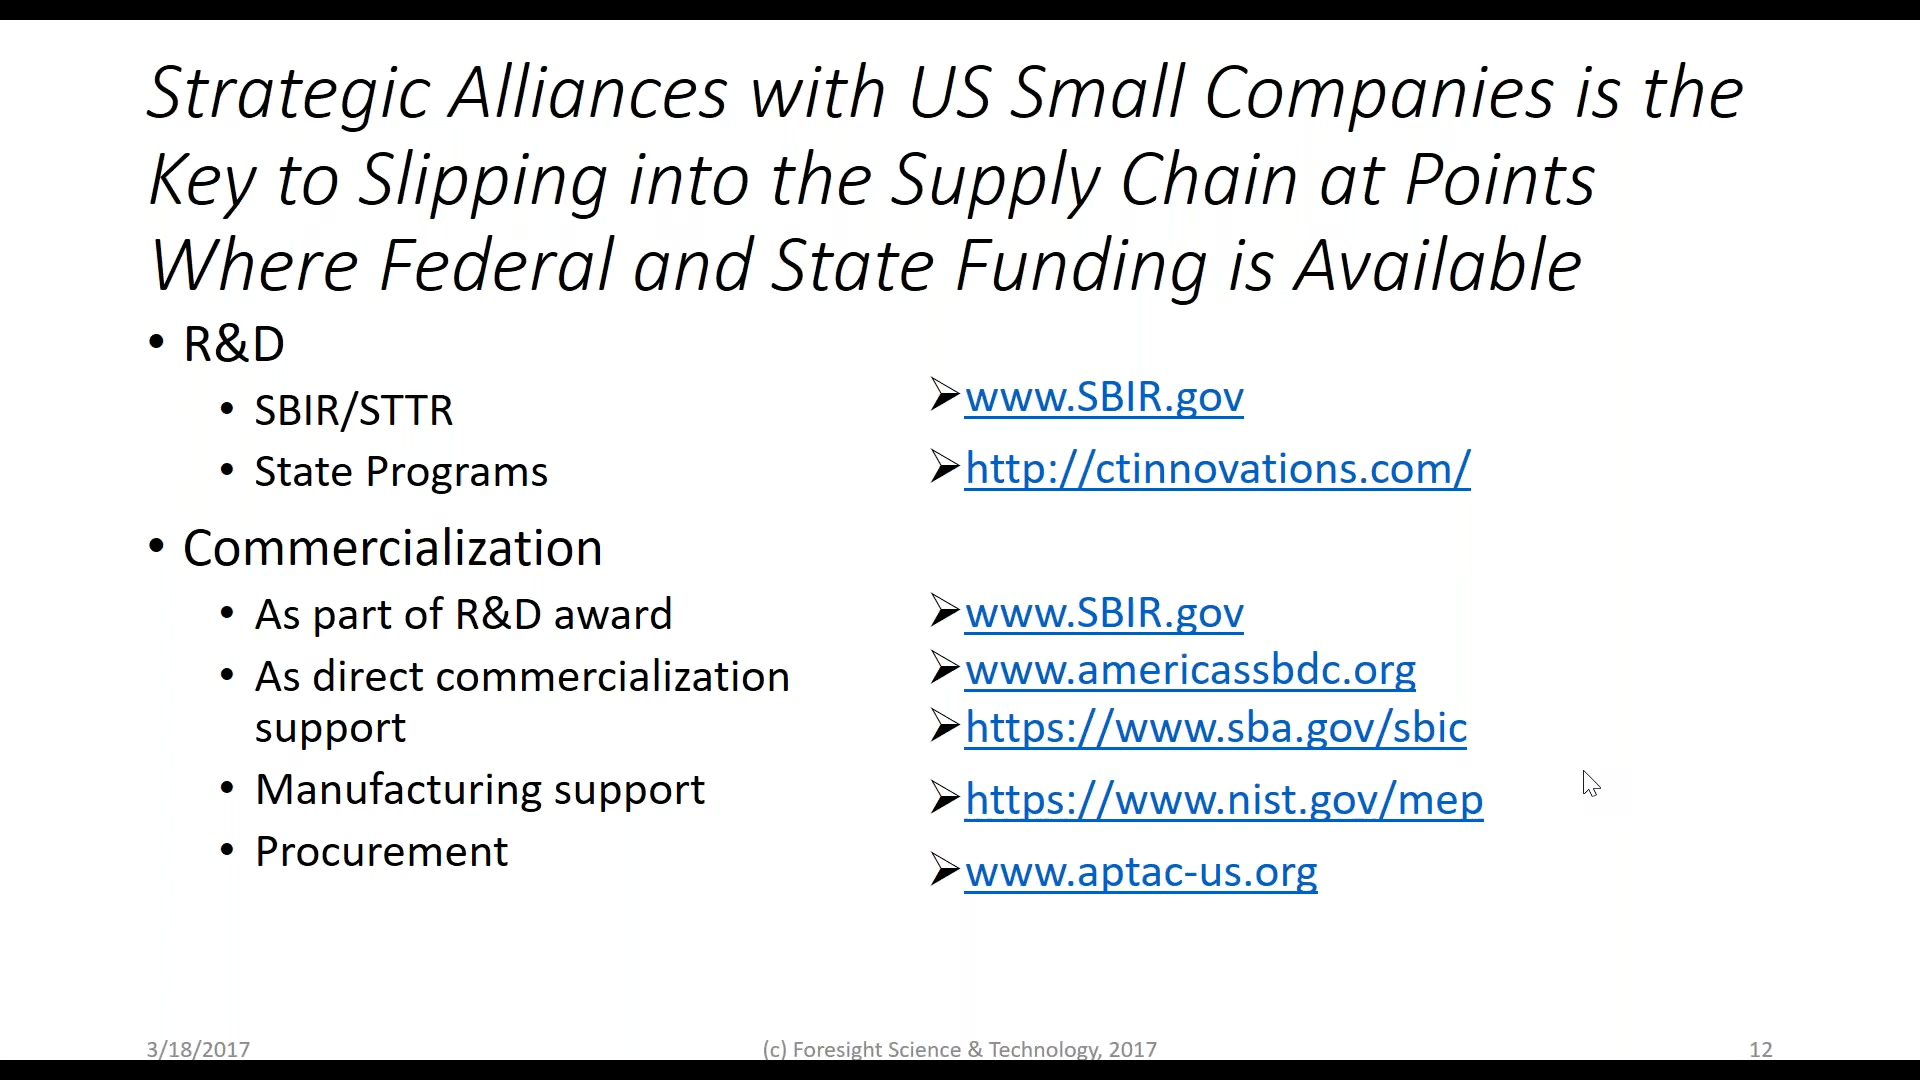 Strategic Alliances with US Small Companies is the
Key to Slipping into the Supply Chain at Points
Where Federal and State Funding is Available
• R&D
• SBIR/STTR
• State Programs
• Commercialization
• As part of R&D award
• As direct commercialization
support
• Manufacturing support
• Procurement
➢www.SBIR.gov
➢http://ctinnovations.com/
➢www.SBIR.gov
➢www.americassbdc.org
➢https://www.sba.gov/sbic
➢https://www.nist.gov/mep
➢www.aptac-us.org
3/18/2017
(c) Foresight Science & Technology, 2017
12